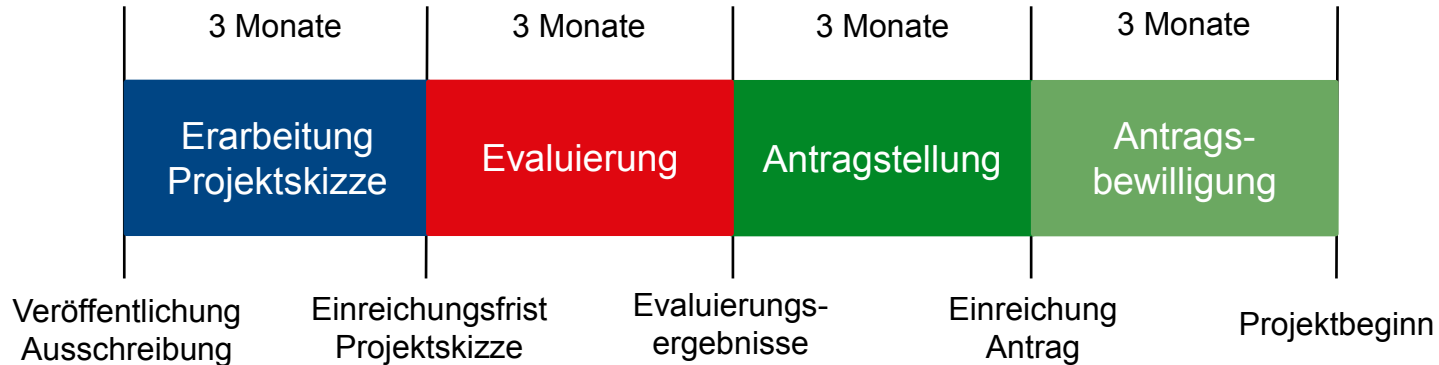 3 Monate
3 Monate
3 Monate
3 Monate
Erarbeitung
Projektskizze
Evaluierung
Antragstellung
Antrags-
bewilligung
Veröffentlichung
Ausschreibung
Einreichungsfrist
Projektskizze
Evaluierungs-
ergebnisse
Einreichung
Antrag
Projektbeginn